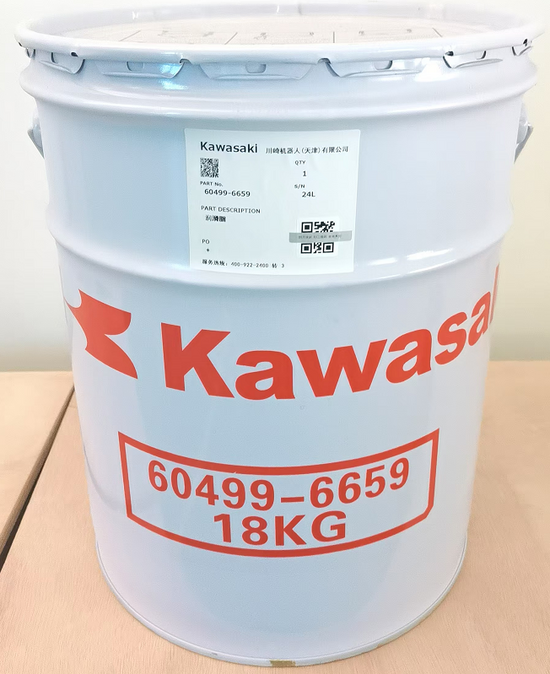 Kawasaki 川崎机器人(天津)有限公司
QTY
1
PART No.
60499-6659
S/N
24L
PART DESCRIPTION
润滑脂
PO
*
服务热线: 400-922-2400 转 3
Kawasaki
60499-6659
18KG